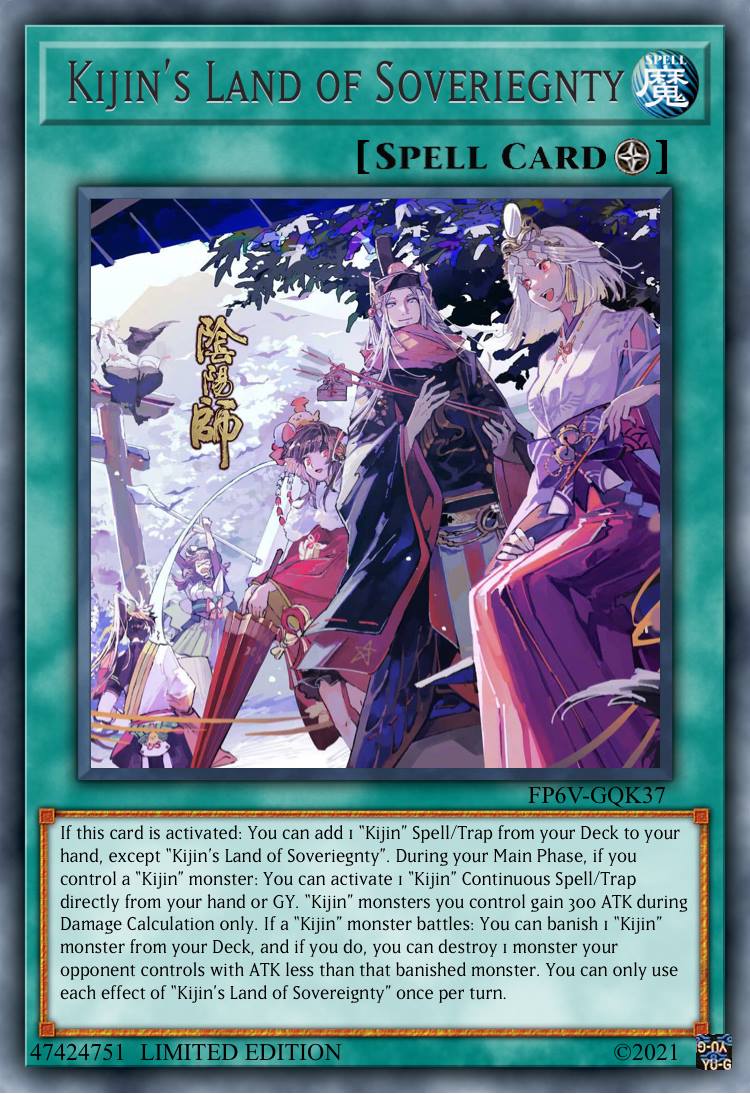 Kijin's Land of Soveriegnty
SPELL
魔
[Spell Card]
陰陽師
FP6V-GQK37
If this card is activated: You can add 1 "Kijin" Spell/Trap from your Deck to your
hand, except "Kijin's Land of Soveriegnty". During your Main Phase, if you
control a "Kijin" monster: You can activate 1 "Kijin" Continuous Spell/Trap
directly from your hand or GY. "Kijin" monsters you control gain 300 ATK during
Damage Calculation only. If a "Kijin" monster battles: You can banish 1 "Kijin"
monster from your Deck, and if you do, you can destroy 1 monster your
opponent controls with ATK less than that banished monster. You can only use
each effect of "Kijin's Land of Sovereignty" once per turn.
47424751 LIMITED EDITION
©2021
YU-G
YU-G